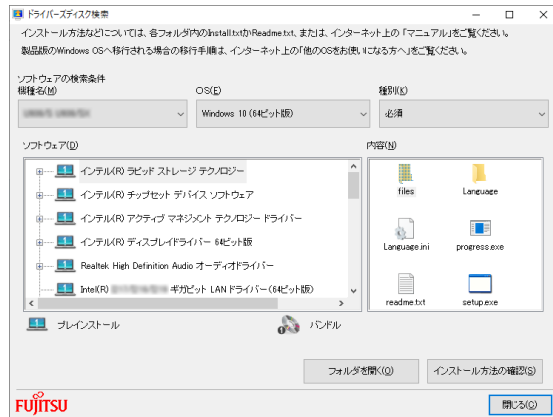 ドライバーズディスク検索
インストール方法などについては、各フォルダ内のInstall.txtかReadme.txt、または、インターネット上の「マニュアル」をご覧ください。
製品版のWindows OSへ移行される場合の移行手順は、インターネット上の「他のOSをお使いになる方へ」をご覧ください。
ソフトウェアの検索条件
機種名(M) OS(E) 種別(K)
Windows 10 (64ビット版) 必須
ソフトウェア(D) 内容(N)
インテル(R) ラピッド ストレージ テクノロジー
インテル(R) チップセット デバイス ソフトウェア
インテル(R) アクティブ マネジメント テクノロジー ドライバー
インテル(R) ディスプレイドライバー 64ビット版
Realtek High Definition Audio オーディオドライバー
Intel(R) ギガビット LAN ドライバー(64ビット版)
files Language
Language.ini progress.exe
readme.txt setup.exe
プレインストール バンドル
フォルダを開く(O) インストール方法の確認(S)
FUJITSU 閉じる(C)